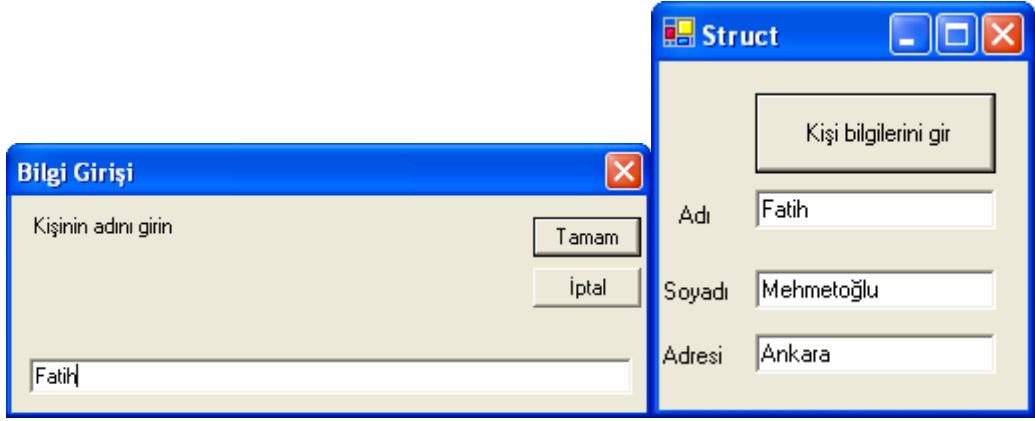 Bilgi Girişi
Kişinin adını girin
Tamam
İptal
Fatih
Struct
Kişi bilgilerini gir
Adı
Fatih
Soyadı
Mehmetoğlu
Adresi
Ankara